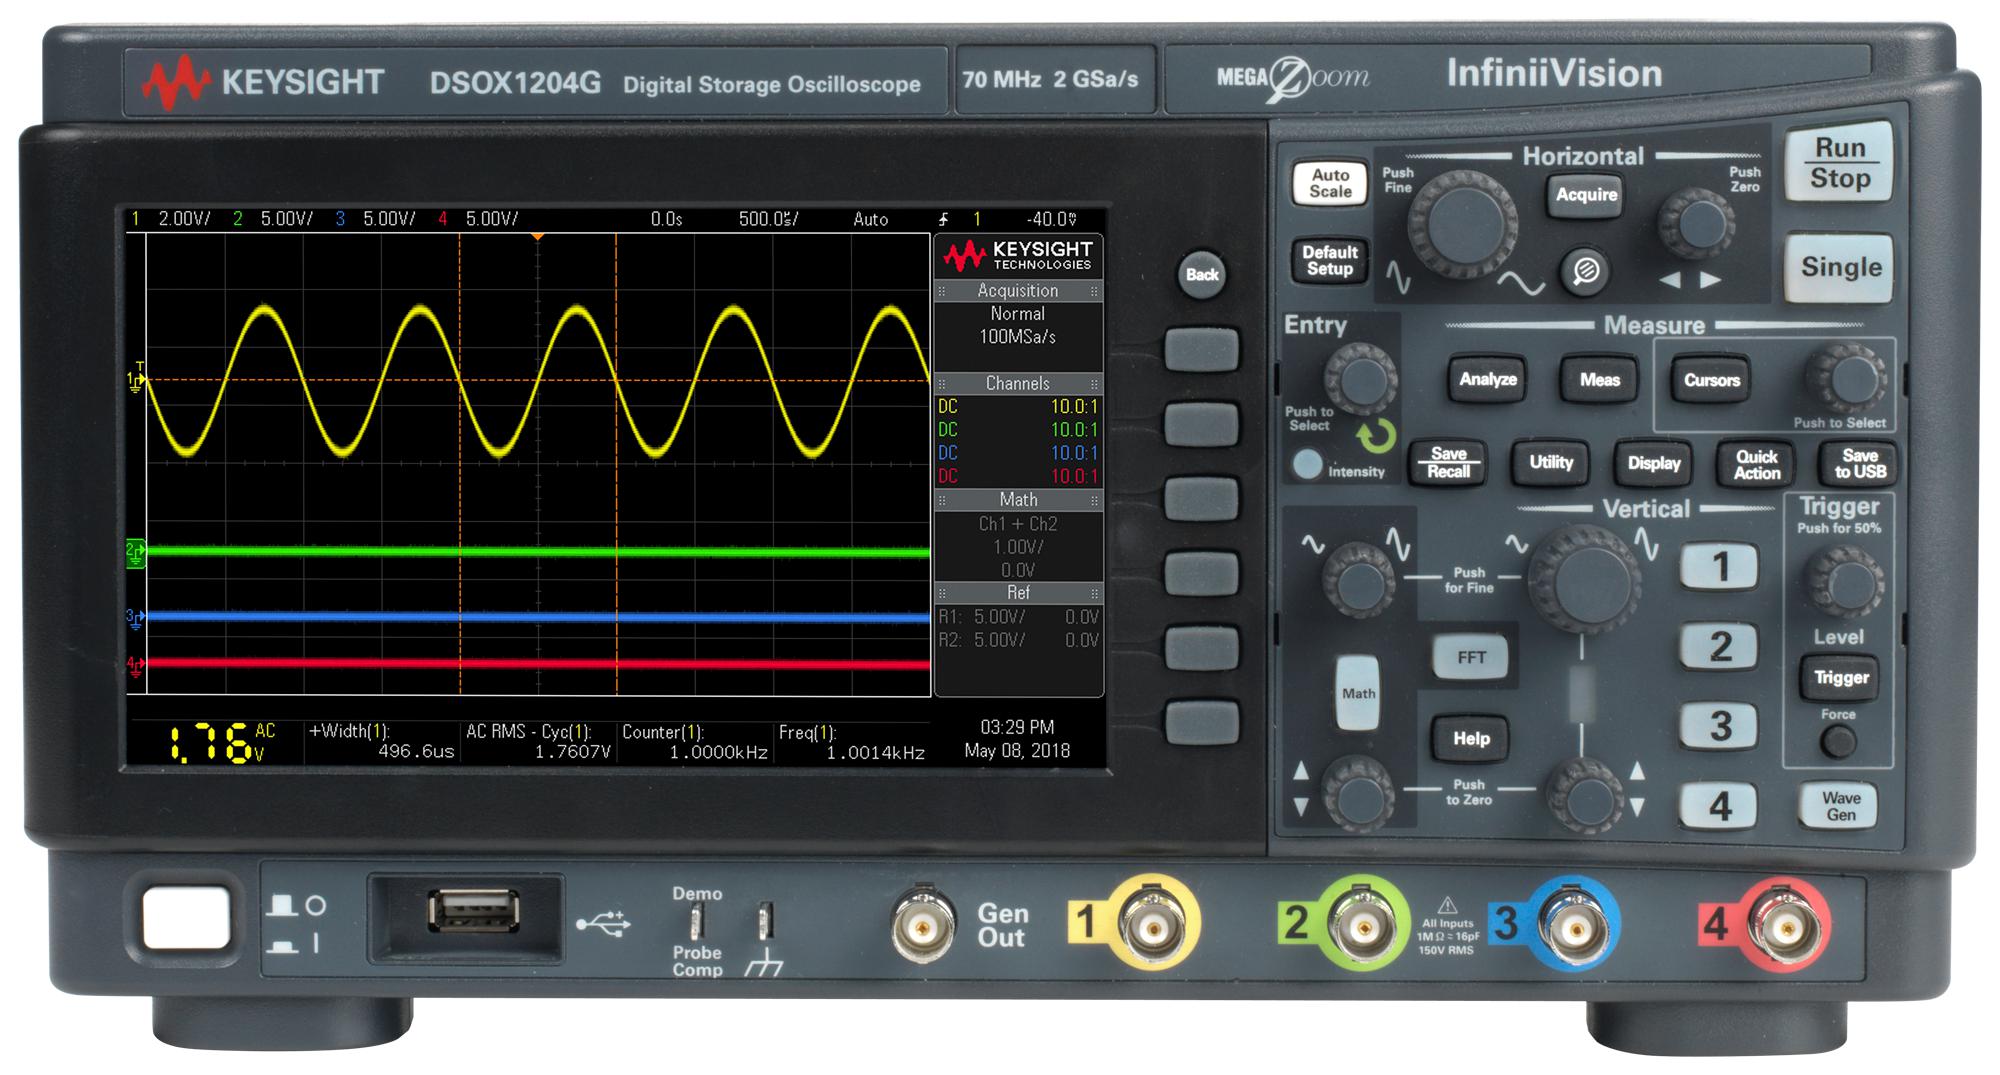 KEYSIGHT DSOX1204G Digital Storage Oscilloscope 70 MHz 2 GSa/s MEGA Zoom InfiniiVision
1 2.00V/ 2 5.00V/ 3 5.00V/ 4 5.00V/ 0.0s 500.0㎲/ Auto 1 -40.0㎷
KEYSIGHT
TECHNOLOGIES
Acquisition
Normal
100MSa/s
Channels
DC 10.0:1
DC 10.0:1
DC 10.0:1
DC 10.0:1
Math
Ch1 + Ch2
1.00V/
0.0V
Ref
R1: 5.00V/ 0.0V
R2: 5.00V/ 0.0V
T
1
2
3
4
1.76 AC V
+Width(1):
496.6us
AC RMS - Cyc(1):
1.7607V
Counter(1):
1.0000kHz
Freq(1):
1.0014kHz
03:29 PM
May 08, 2018
Back
Auto
Scale
Default
Setup
Horizontal
Push
Fine
Acquire
Push
Zero
Run
Stop
Single
Entry
Push to
Select
Intensity
Measure
Analyze
Meas
Cursors
Push to Select
Save
Recall
Utility
Display
Quick
Action
Save
to USB
Vertical
Push
for Fine
FFT
Math
Help
Push
to Zero
1
2
3
4
Trigger
Push for 50%
Level
Trigger
Force
Wave
Gen
Demo
Probe
Comp
Gen
Out
1
2
All Inputs
1M Ω ≈ 16pF
150V RMS
3
4